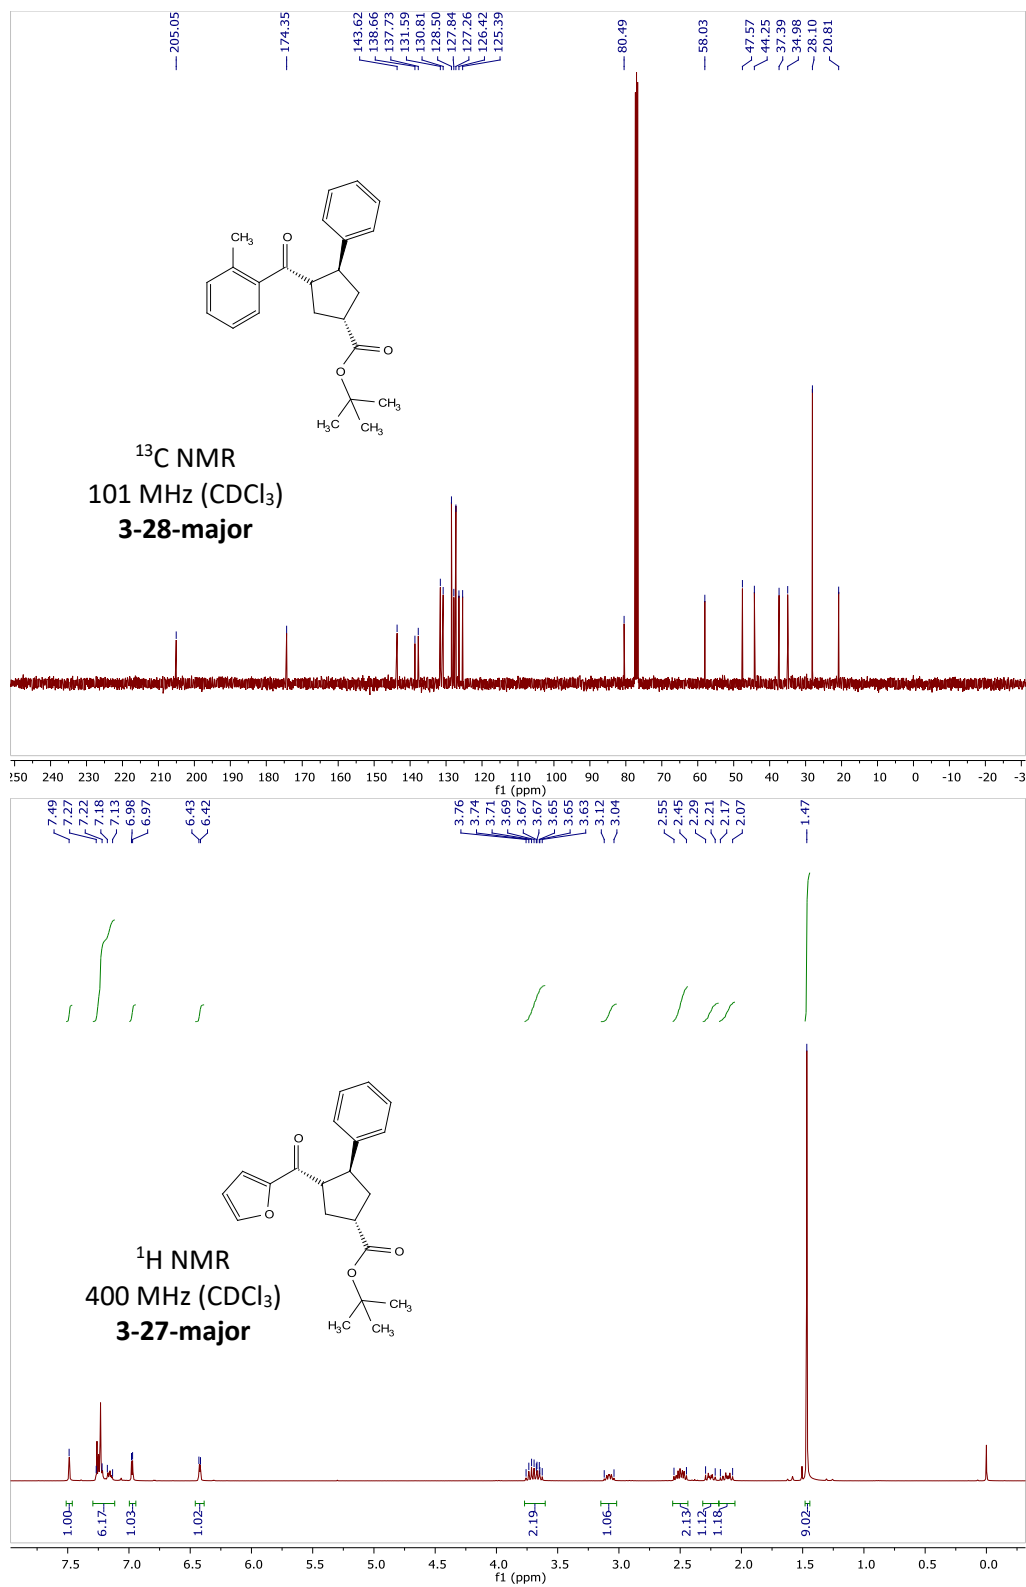 205.05
174.35
143.62
138.66
137.73
131.59
130.81
128.50
127.84
127.26
126.42
125.39
80.49
58.03
47.57
44.25
37.39
34.98
28.10
20.81
CH₃
O
O
O
CH₃
H₃C
CH₃
¹³C NMR
101 MHz (CDCl₃)
3-28-major
250 240 230 220 210 200 190 180 170 160 150 140 130 120 110 100 90 80 70 60 50 40 30 20 10 0 -10 -20 -3
f1 (ppm)
7.49
7.27
7.22
7.18
7.13
6.98
6.97
6.43
6.42
3.76
3.74
3.71
3.69
3.67
3.67
3.65
3.65
3.63
3.12
3.04
2.55
2.45
2.29
2.21
2.17
2.07
1.47
O
O
O
O
CH₃
H₃C
CH₃
¹H NMR
400 MHz (CDCl₃)
3-27-major
1.00
6.17
1.03
1.02
2.19
1.06
2.13
1.12
1.18
9.02
7.5 7.0 6.5 6.0 5.5 5.0 4.5 4.0 3.5 3.0 2.5 2.0 1.5 1.0 0.5 0.0
f1 (ppm)